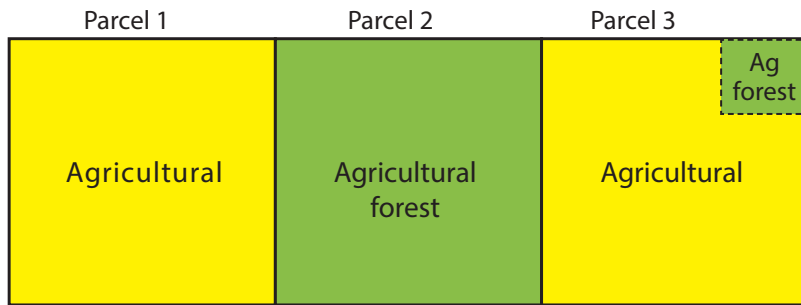 Parcel 1
Parcel 2
Parcel 3
Ag
forest
Agricultural
Agricultural
forest
Agricultural